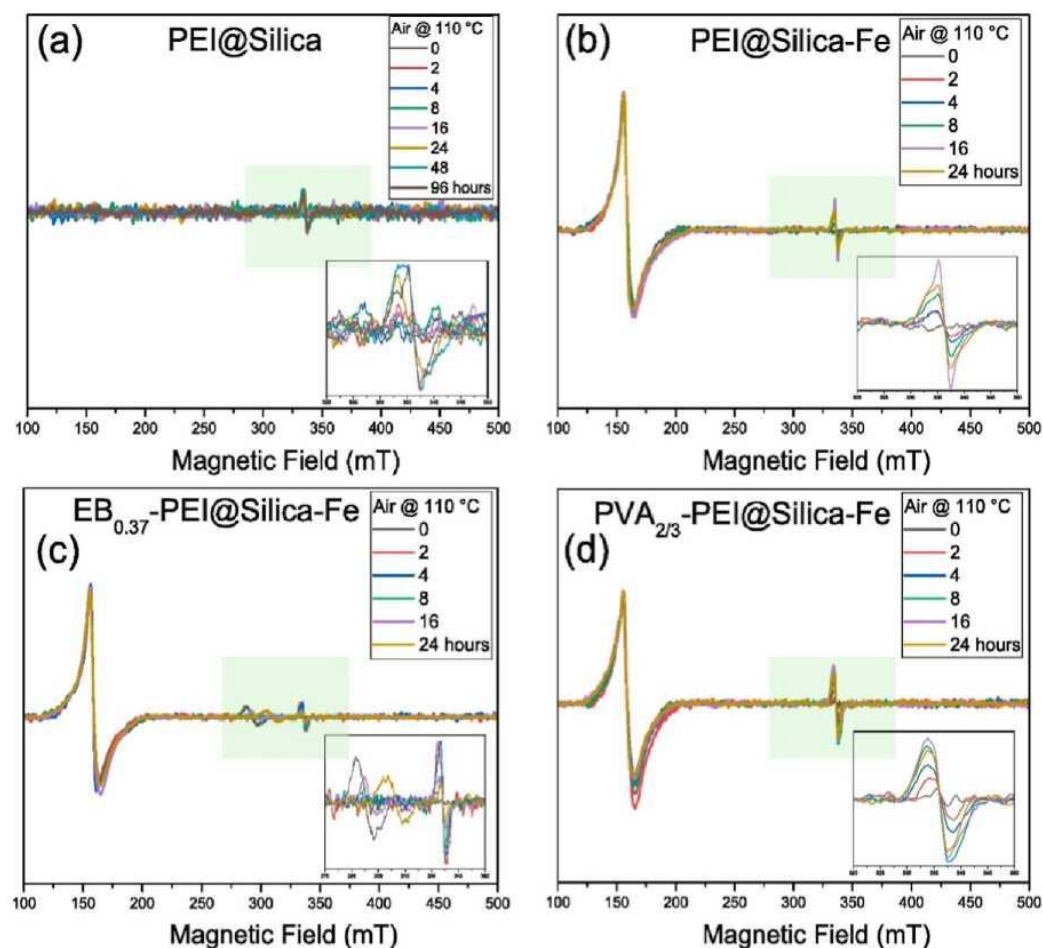 (a)
PEI@Silica
Air @ 110 °C
0
2
4
8
16
24
48
96 hours
100 150 200 250 300 350 400 450 500
Magnetic Field (mT)
(b)
PEI@Silica-Fe
Air @ 110 °C
0
2
4
8
16
24 hours
100 150 200 250 300 350 400 450 500
Magnetic Field (mT)
(c)
EB0.37-PEI@Silica-Fe
Air @ 110 °C
0
2
4
8
16
24 hours
100 150 200 250 300 350 400 450 500
Magnetic Field (mT)
(d)
PVA2/3-PEI@Silica-Fe
Air @ 110 °C
0
2
4
8
16
24 hours
100 150 200 250 300 350 400 450 500
Magnetic Field (mT)